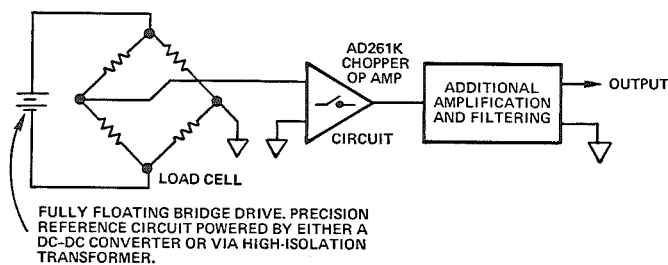 AD261K
CHOPPER
OP AMP
CIRCUIT
ADDITIONAL
AMPLIFICATION
AND FILTERING
OUTPUT
LOAD CELL
FULLY FLOATING BRIDGE DRIVE. PRECISION
REFERENCE CIRCUIT POWERED BY EITHER A
DC–DC CONVERTER OR VIA HIGH-ISOLATION
TRANSFORMER.